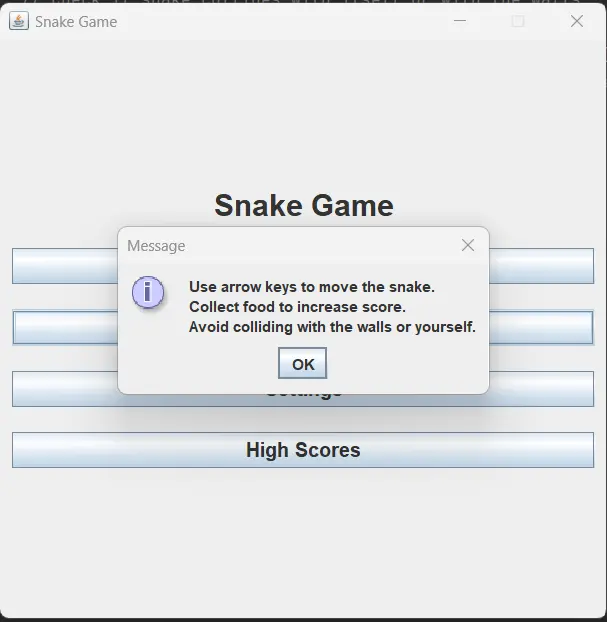 Snake Game
Snake Game
Message
Use arrow keys to move the snake.
Collect food to increase score.
Avoid colliding with the walls or yourself.
OK
Settings
High Scores